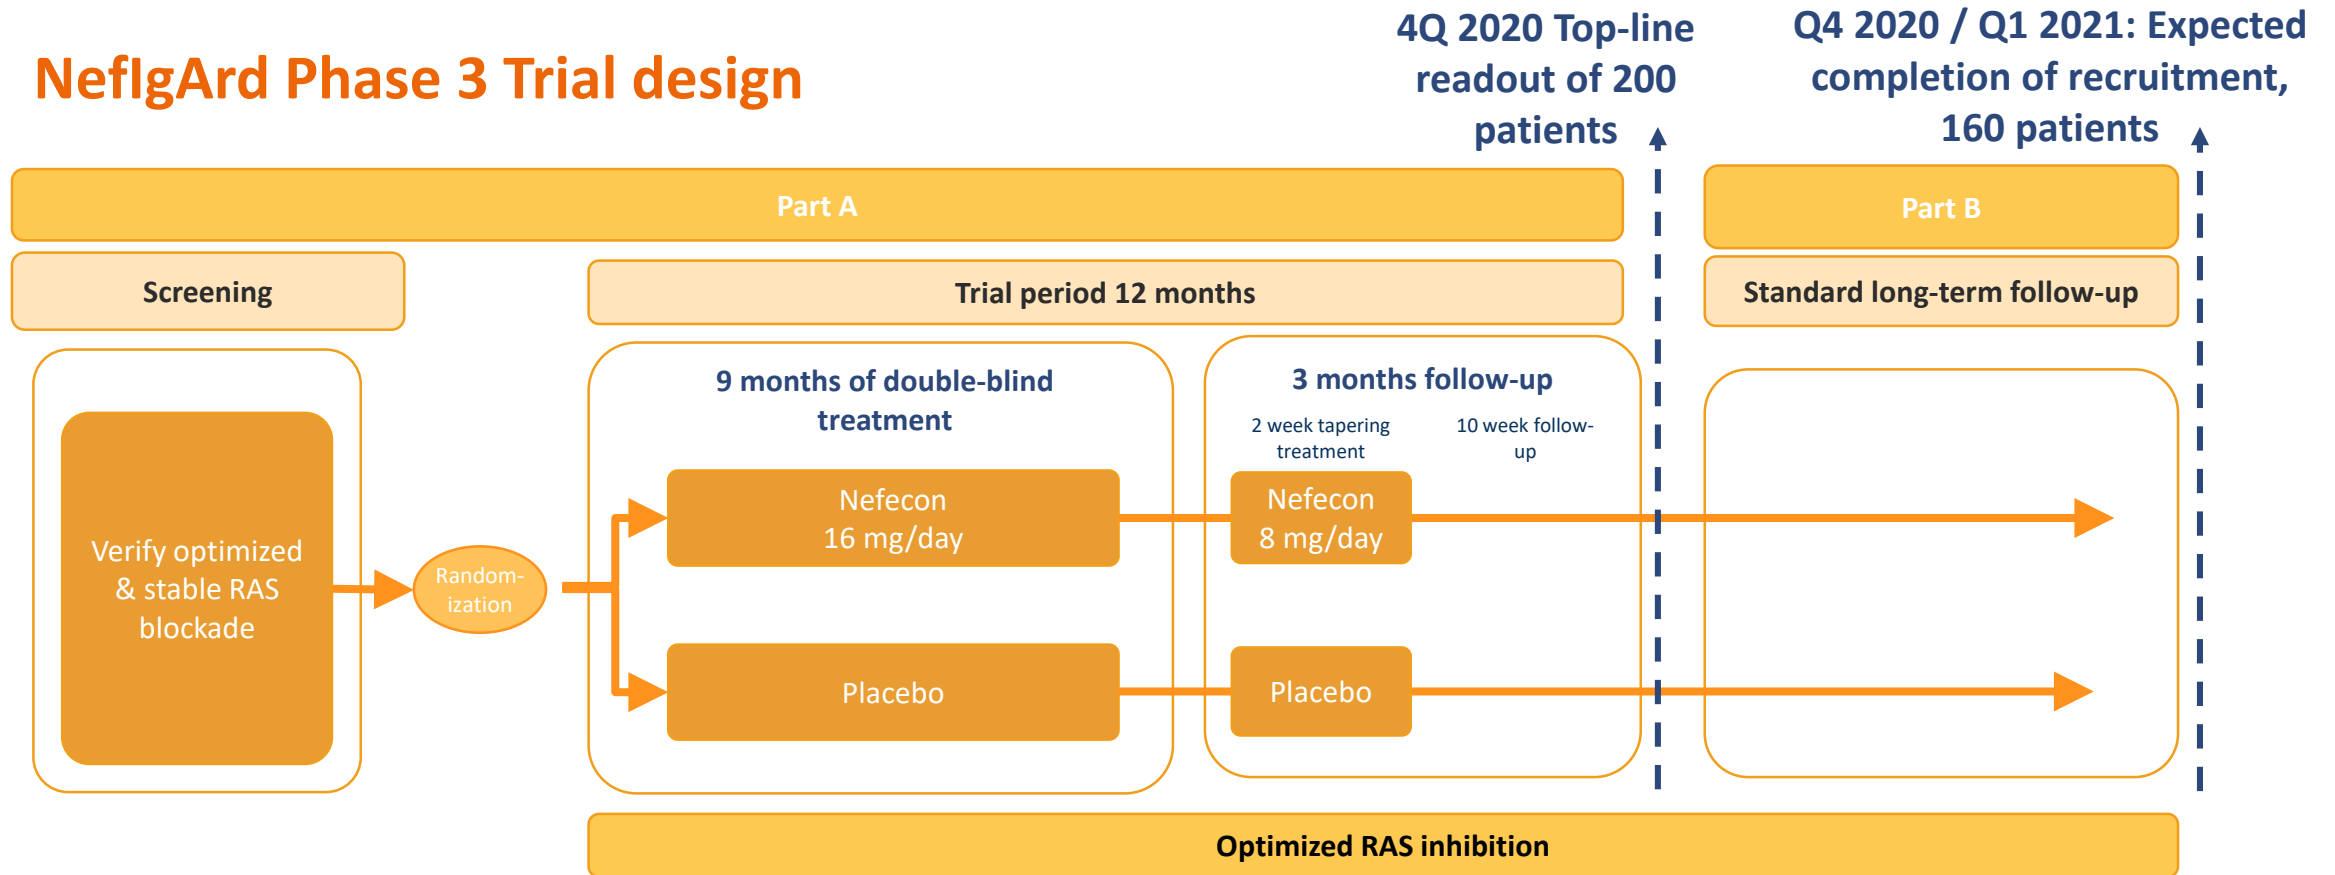 NefIgArd Phase 3 Trial design
4Q 2020 Top-line
readout of 200
patients
Q4 2020 / Q1 2021: Expected
completion of recruitment,
160 patients
Part A
Part B
Screening
Trial period 12 months
Standard long-term follow-up
9 months of double-blind
treatment
3 months follow-up
2 week tapering
treatment
10 week follow-
up
Verify optimized
& stable RAS
blockade
Random-
ization
Nefecon
16 mg/day
Nefecon
8 mg/day
Placebo
Placebo
Optimized RAS inhibition